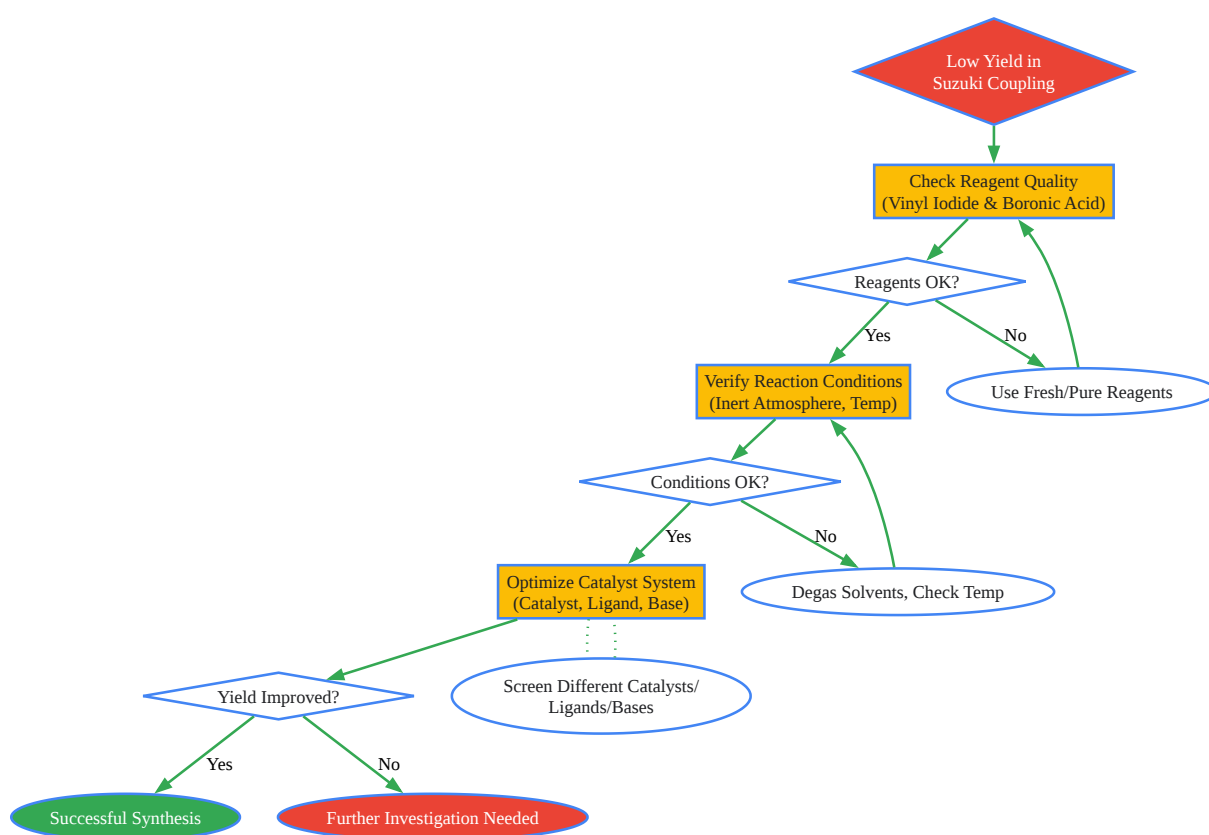 Low Yield in
Suzuki Coupling
Check Reagent Quality
(Vinyl Iodide & Boronic Acid)
Reagents OK?
Yes
No
Verify Reaction Conditions
(Inert Atmosphere, Temp)
Use Fresh/Pure Reagents
Conditions OK?
Yes
No
Optimize Catalyst System
(Catalyst, Ligand, Base)
Degas Solvents, Check Temp
Yield Improved?
Screen Different Catalysts/
Ligands/Bases
Yes
No
Successful Synthesis
Further Investigation Needed